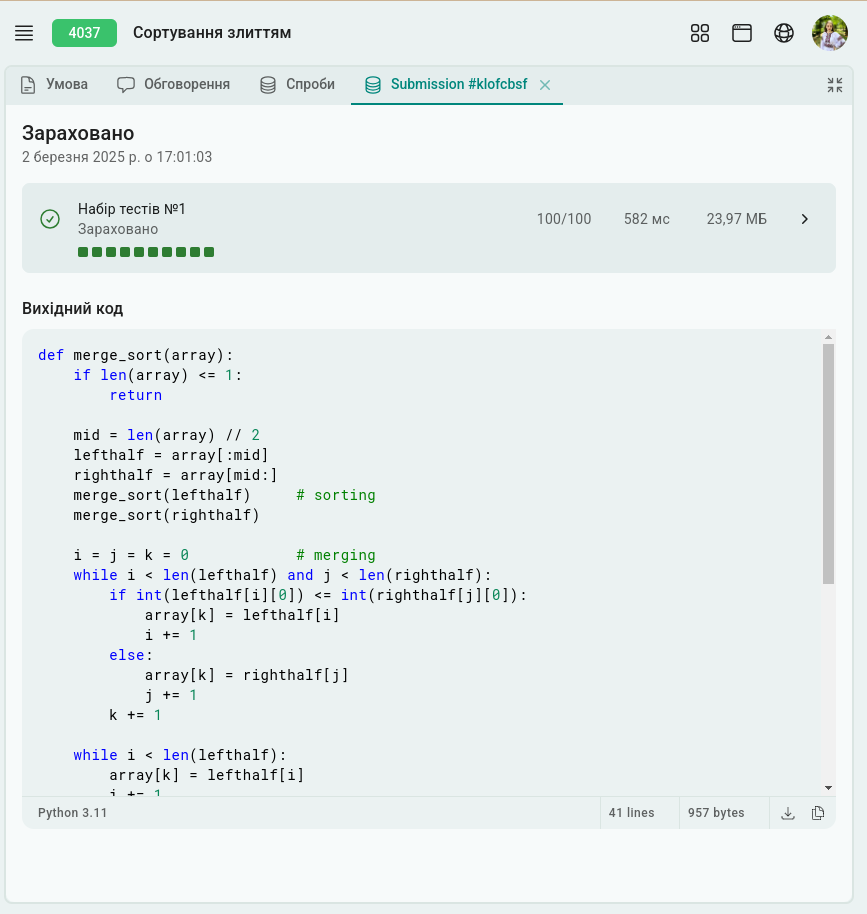 4037 Сортування злиттям
Умова Обговорення Спроби Submission #klofcbsf
Зараховано
2 березня 2025 р. о 17:01:03
Набір тестів №1
Зараховано
100/100 582 мс 23,97 МБ
Вихідний код
def merge_sort(array):
    if len(array) <= 1:
        return
    mid = len(array) // 2
    lefthalf = array[:mid]
    righthalf = array[mid:]
    merge_sort(lefthalf)     # sorting
    merge_sort(righthalf)
    i = j = k = 0            # merging
    while i < len(lefthalf) and j < len(righthalf):
        if int(lefthalf[i][0]) <= int(righthalf[j][0]):
            array[k] = lefthalf[i]
            i += 1
        else:
            array[k] = righthalf[j]
            j += 1
        k += 1
    while i < len(lefthalf):
        array[k] = lefthalf[i]
        i += 1
Python 3.11 41 lines 957 bytes